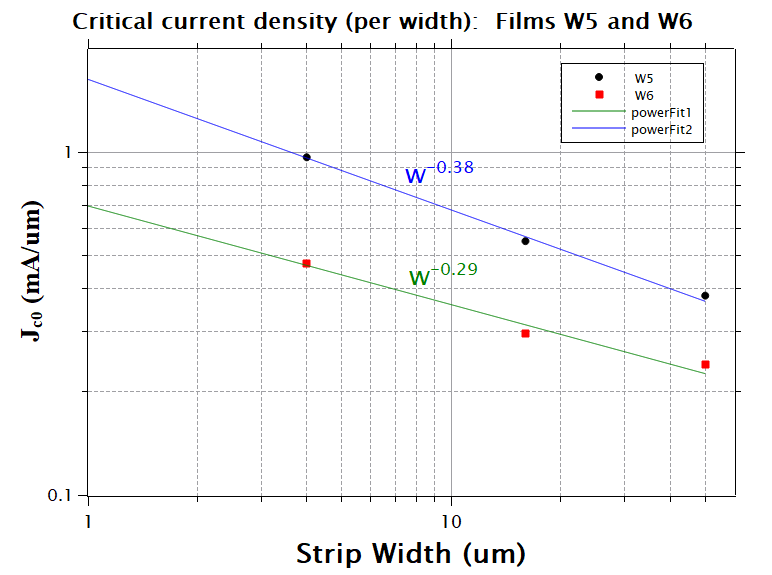 Critical current density (per width):  Films W5 and W6
W5
W6
powerFit1
powerFit2
1
W^-0.38
W^-0.29
Jc0 (mA/um)
0.1
1
10
Strip Width (um)